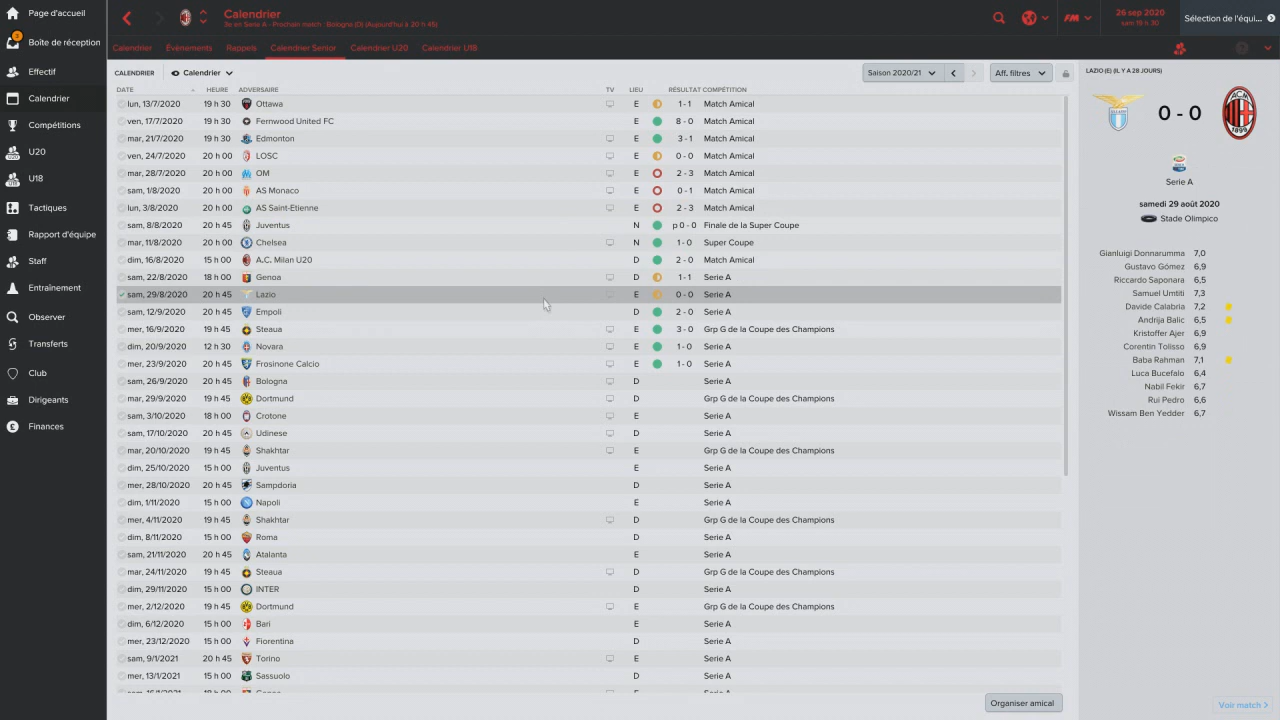 Page d'accueil
3
Boîte de réception
Effectif
Calendrier
Compétitions
U20
U18
Tactiques
Rapport d'équipe
Staff
Entraînement
Observer
Transferts
Club
Dirigeants
Finances
Calendrier
3e en Serie A - Prochain match : Bologne (D) (Aujourd'hui à 20 h 45)
FM
26 sep 2020
sam 19 h 30
Sélection de l'équi...
Calendrier Évènements Rappels Calendrier Senior Calendrier U20 Calendrier U18
CALENDRIER Calendrier Saison 2020/21 Aff. filtres
DATE HEURE ADVERSAIRE TV LIEU RESULTAT COMPÉTITION
lun, 13/7/2020 19 h 30 Ottawa E 1-1 Match Amical
ven, 17/7/2020 19 h 30 Fernwood United FC E 8-0 Match Amical
mar, 21/7/2020 19 h 30 Edmonton E 3-1 Match Amical
ven, 24/7/2020 20 h 00 LOSC E 0-0 Match Amical
mar, 28/7/2020 20 h 00 OM E 2-3 Match Amical
sam, 1/8/2020 20 h 00 AS Monaco E 0-1 Match Amical
lun, 3/8/2020 20 h 00 AS Saint-Etienne E 2-3 Match Amical
sam, 8/8/2020 20 h 45 Juventus N p 0-0 Finale de la Super Coupe
mar, 11/8/2020 20 h 00 Chelsea N 1-0 Super Coupe
dim, 16/8/2020 15 h 00 A.C. Milan U20 D 2-0 Match Amical
sam, 22/8/2020 18 h 00 Genoa D 1-1 Serie A
sam, 29/8/2020 20 h 45 Lazio E 0-0 Serie A
sam, 12/9/2020 20 h 45 Empoli D 2-0 Serie A
mer, 16/9/2020 19 h 45 Steaua E 3-0 Grp G de la Coupe des Champions
dim, 20/9/2020 12 h 30 Novara E 1-0 Serie A
mer, 23/9/2020 20 h 45 Frosinone Calcio E 1-0 Serie A
sam, 26/9/2020 20 h 45 Bologna D Serie A
mar, 29/9/2020 19 h 45 Dortmund D Grp G de la Coupe des Champions
sam, 3/10/2020 18 h 00 Crotone E Serie A
sam, 17/10/2020 20 h 45 Udinese D Serie A
mar, 20/10/2020 19 h 45 Shakhtar E Grp G de la Coupe des Champions
dim, 25/10/2020 15 h 00 Juventus E Serie A
mer, 28/10/2020 20 h 45 Sampdoria D Serie A
dim, 1/11/2020 15 h 00 Napoli E Serie A
mer, 4/11/2020 19 h 45 Shakhtar D Grp G de la Coupe des Champions
dim, 8/11/2020 15 h 00 Roma D Serie A
sam, 21/11/2020 20 h 45 Atalanta E Serie A
mar, 24/11/2020 19 h 45 Steaua D Grp G de la Coupe des Champions
dim, 29/11/2020 15 h 00 INTER D Serie A
mer, 2/12/2020 19 h 45 Dortmund E Grp G de la Coupe des Champions
dim, 6/12/2020 15 h 00 Bari E Serie A
mer, 23/12/2020 15 h 00 Fiorentina D Serie A
sam, 9/1/2021 20 h 45 Torino E Serie A
mer, 13/1/2021 15 h 00 Sassuolo D Serie A
Organiser amical
LAZIO (E) (IL Y A 28 JOURS)
0 - 0
ACM
1899
Serie A
samedi 29 août 2020
Stade Olimpico
Gianluigi Donnarumma 7,0
Gustavo Gómez 6,9
Riccardo Saponara 6,5
Samuel Umtiti 7,3
Davide Calabria 7,2
Andrija Balic 6,5
Kristoffer Ajer 6,9
Corentin Tolisso 6,9
Baba Rahman 7,1
Luca Bucefalo 6,4
Nabil Fekir 6,7
Rui Pedro 6,6
Wissam Ben Yedder 6,7
Voir match >